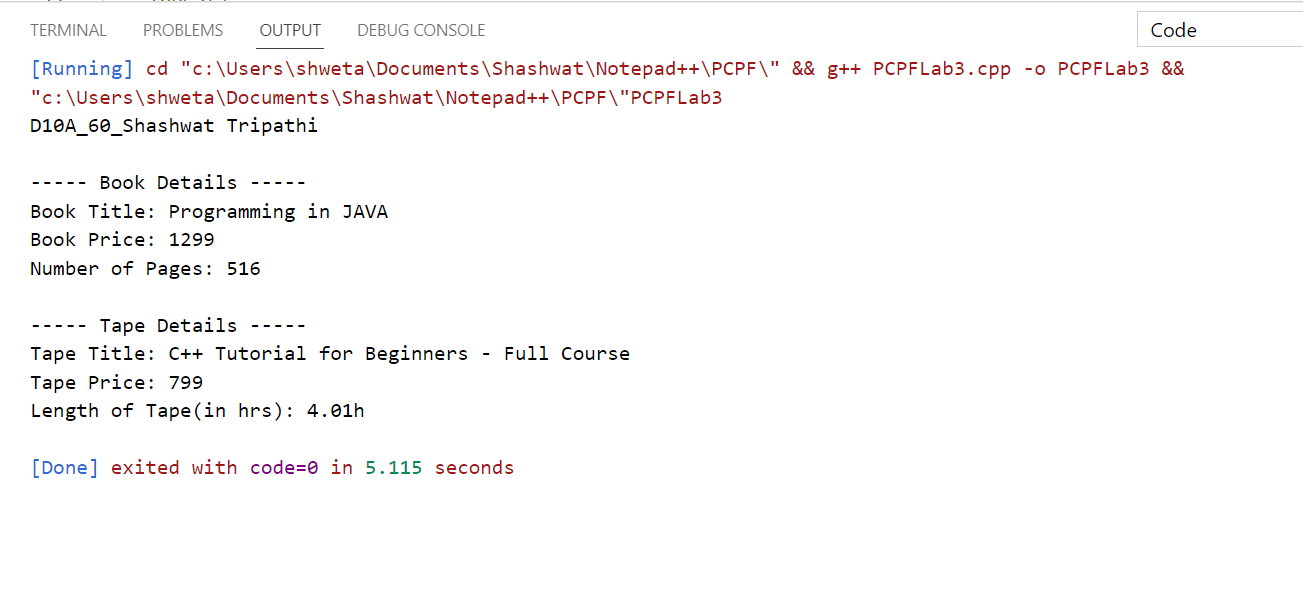 TERMINAL PROBLEMS OUTPUT DEBUG CONSOLE Code
[Running] cd "c:\Users\shweta\Documents\Shashwat\Notepad++\PCPF\" && g++ PCPFLab3.cpp -o PCPFLab3 &&
"c:\Users\shweta\Documents\Shashwat\Notepad++\PCPF\"PCPFLab3
D10A_60_Shashwat Tripathi
----- Book Details -----
Book Title: Programming in JAVA
Book Price: 1299
Number of Pages: 516
----- Tape Details -----
Tape Title: C++ Tutorial for Beginners - Full Course
Tape Price: 799
Length of Tape(in hrs): 4.01h
[Done] exited with code=0 in 5.115 seconds